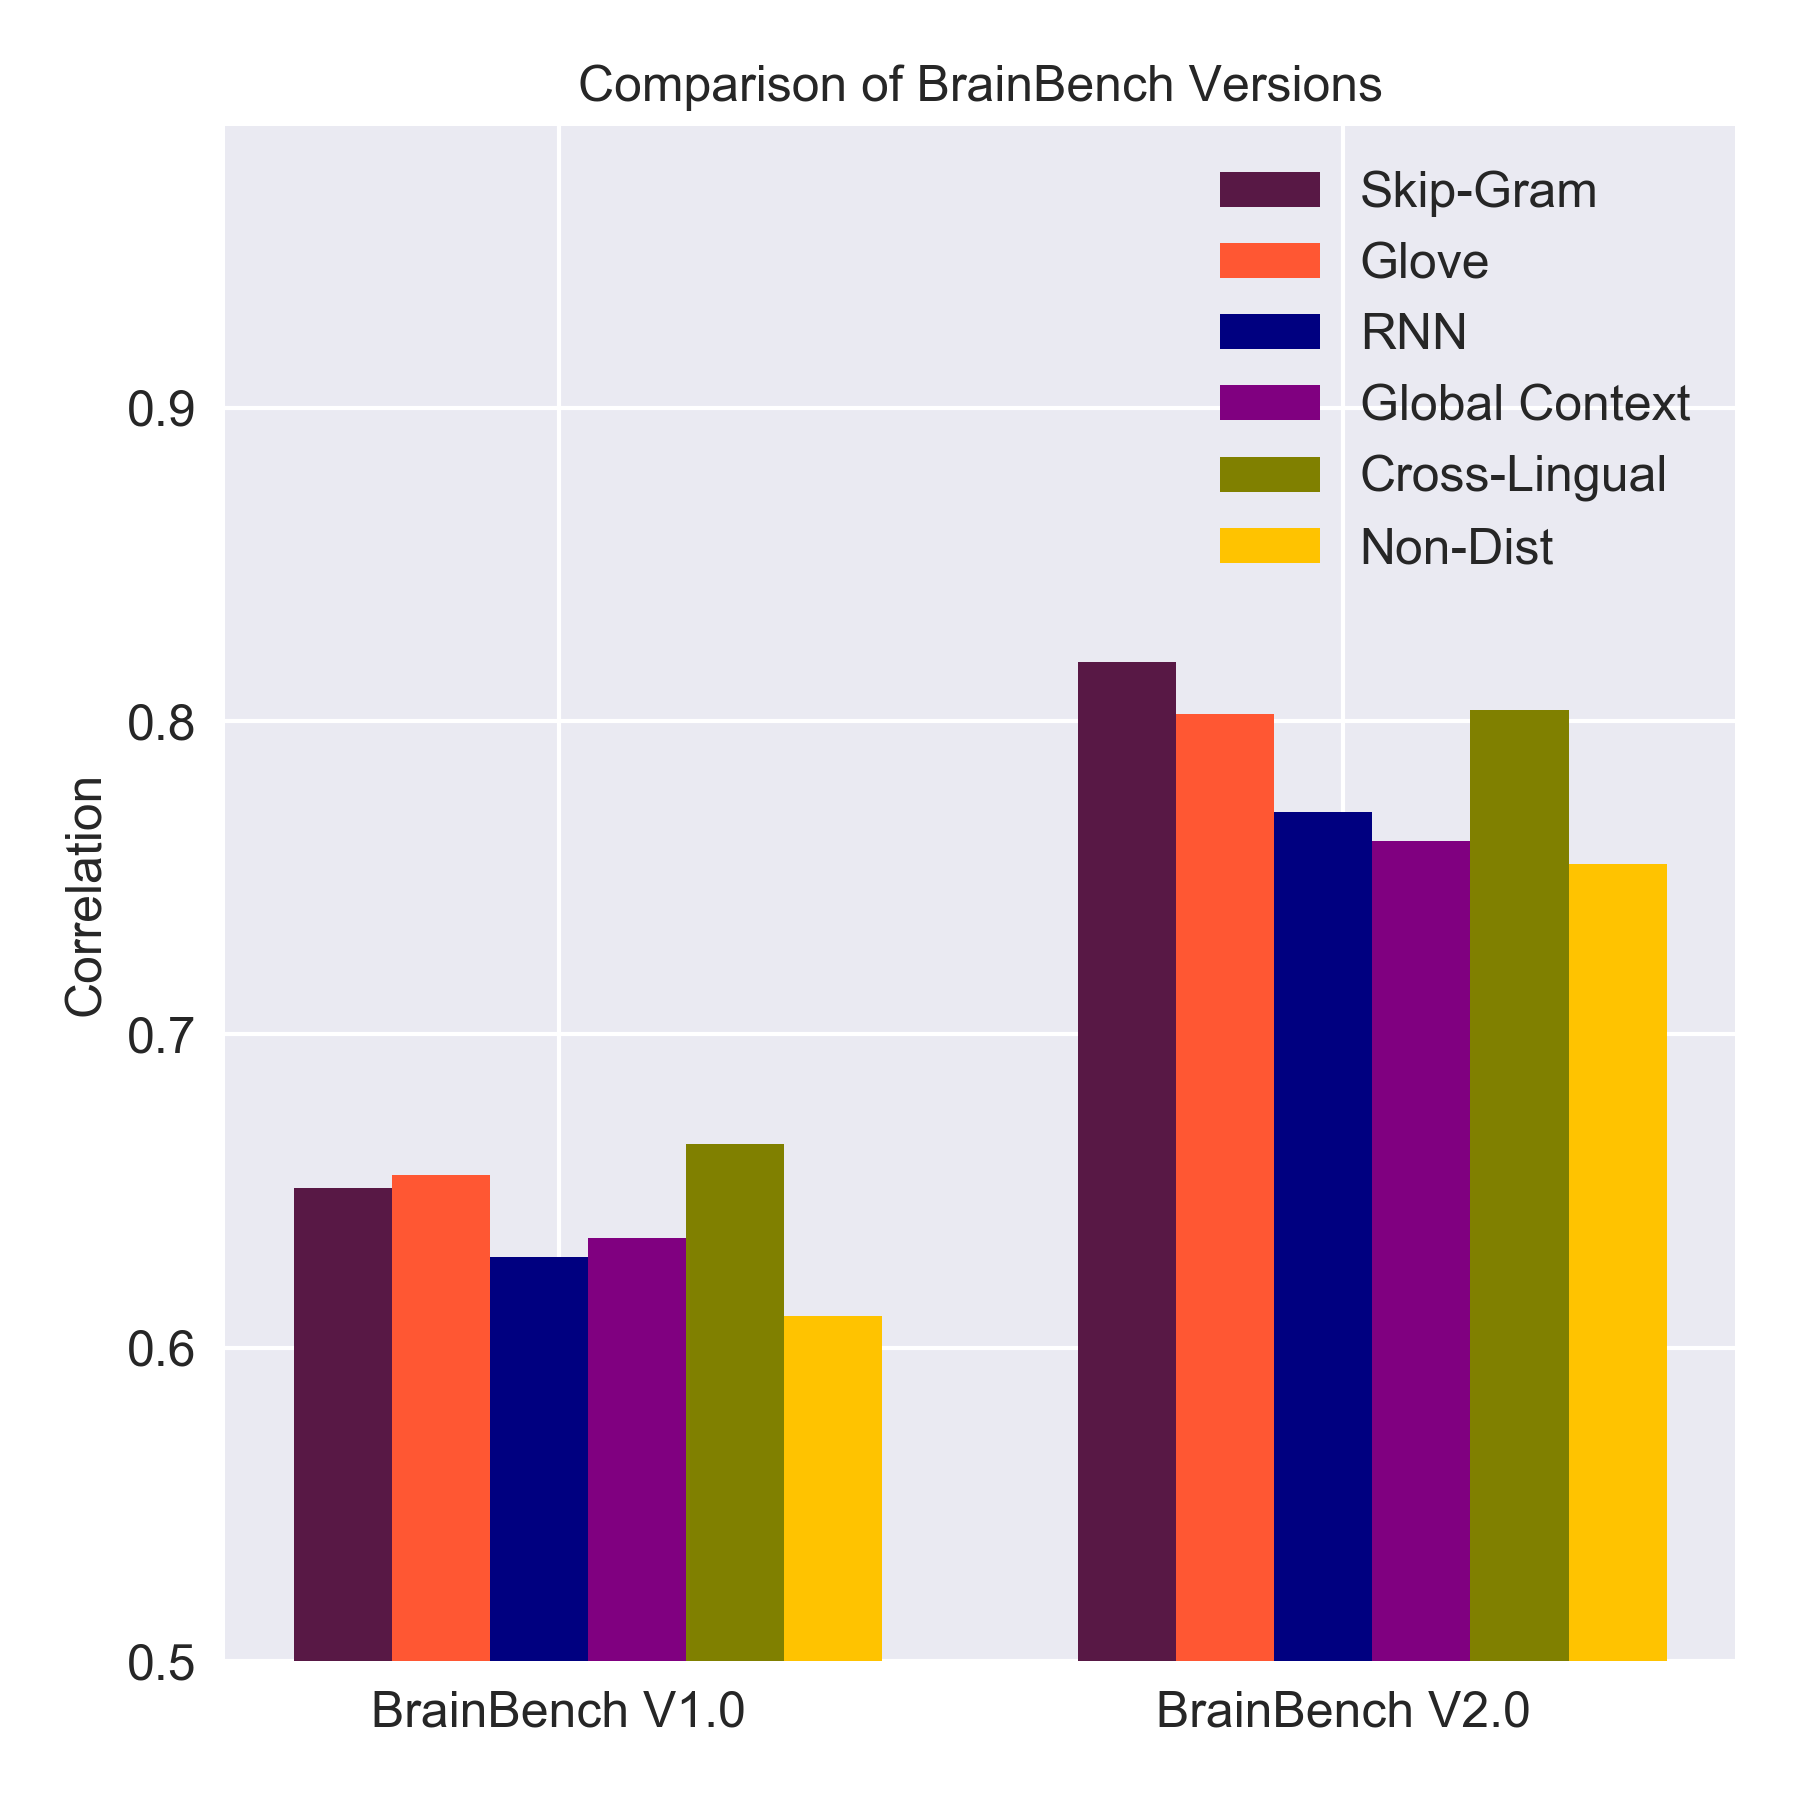 Comparison of BrainBench Versions
Skip-Gram
Glove
RNN
Global Context
Cross-Lingual
Non-Dist
0.9
0.8
0.7
0.6
0.5
Correlation
BrainBench V1.0
BrainBench V2.0